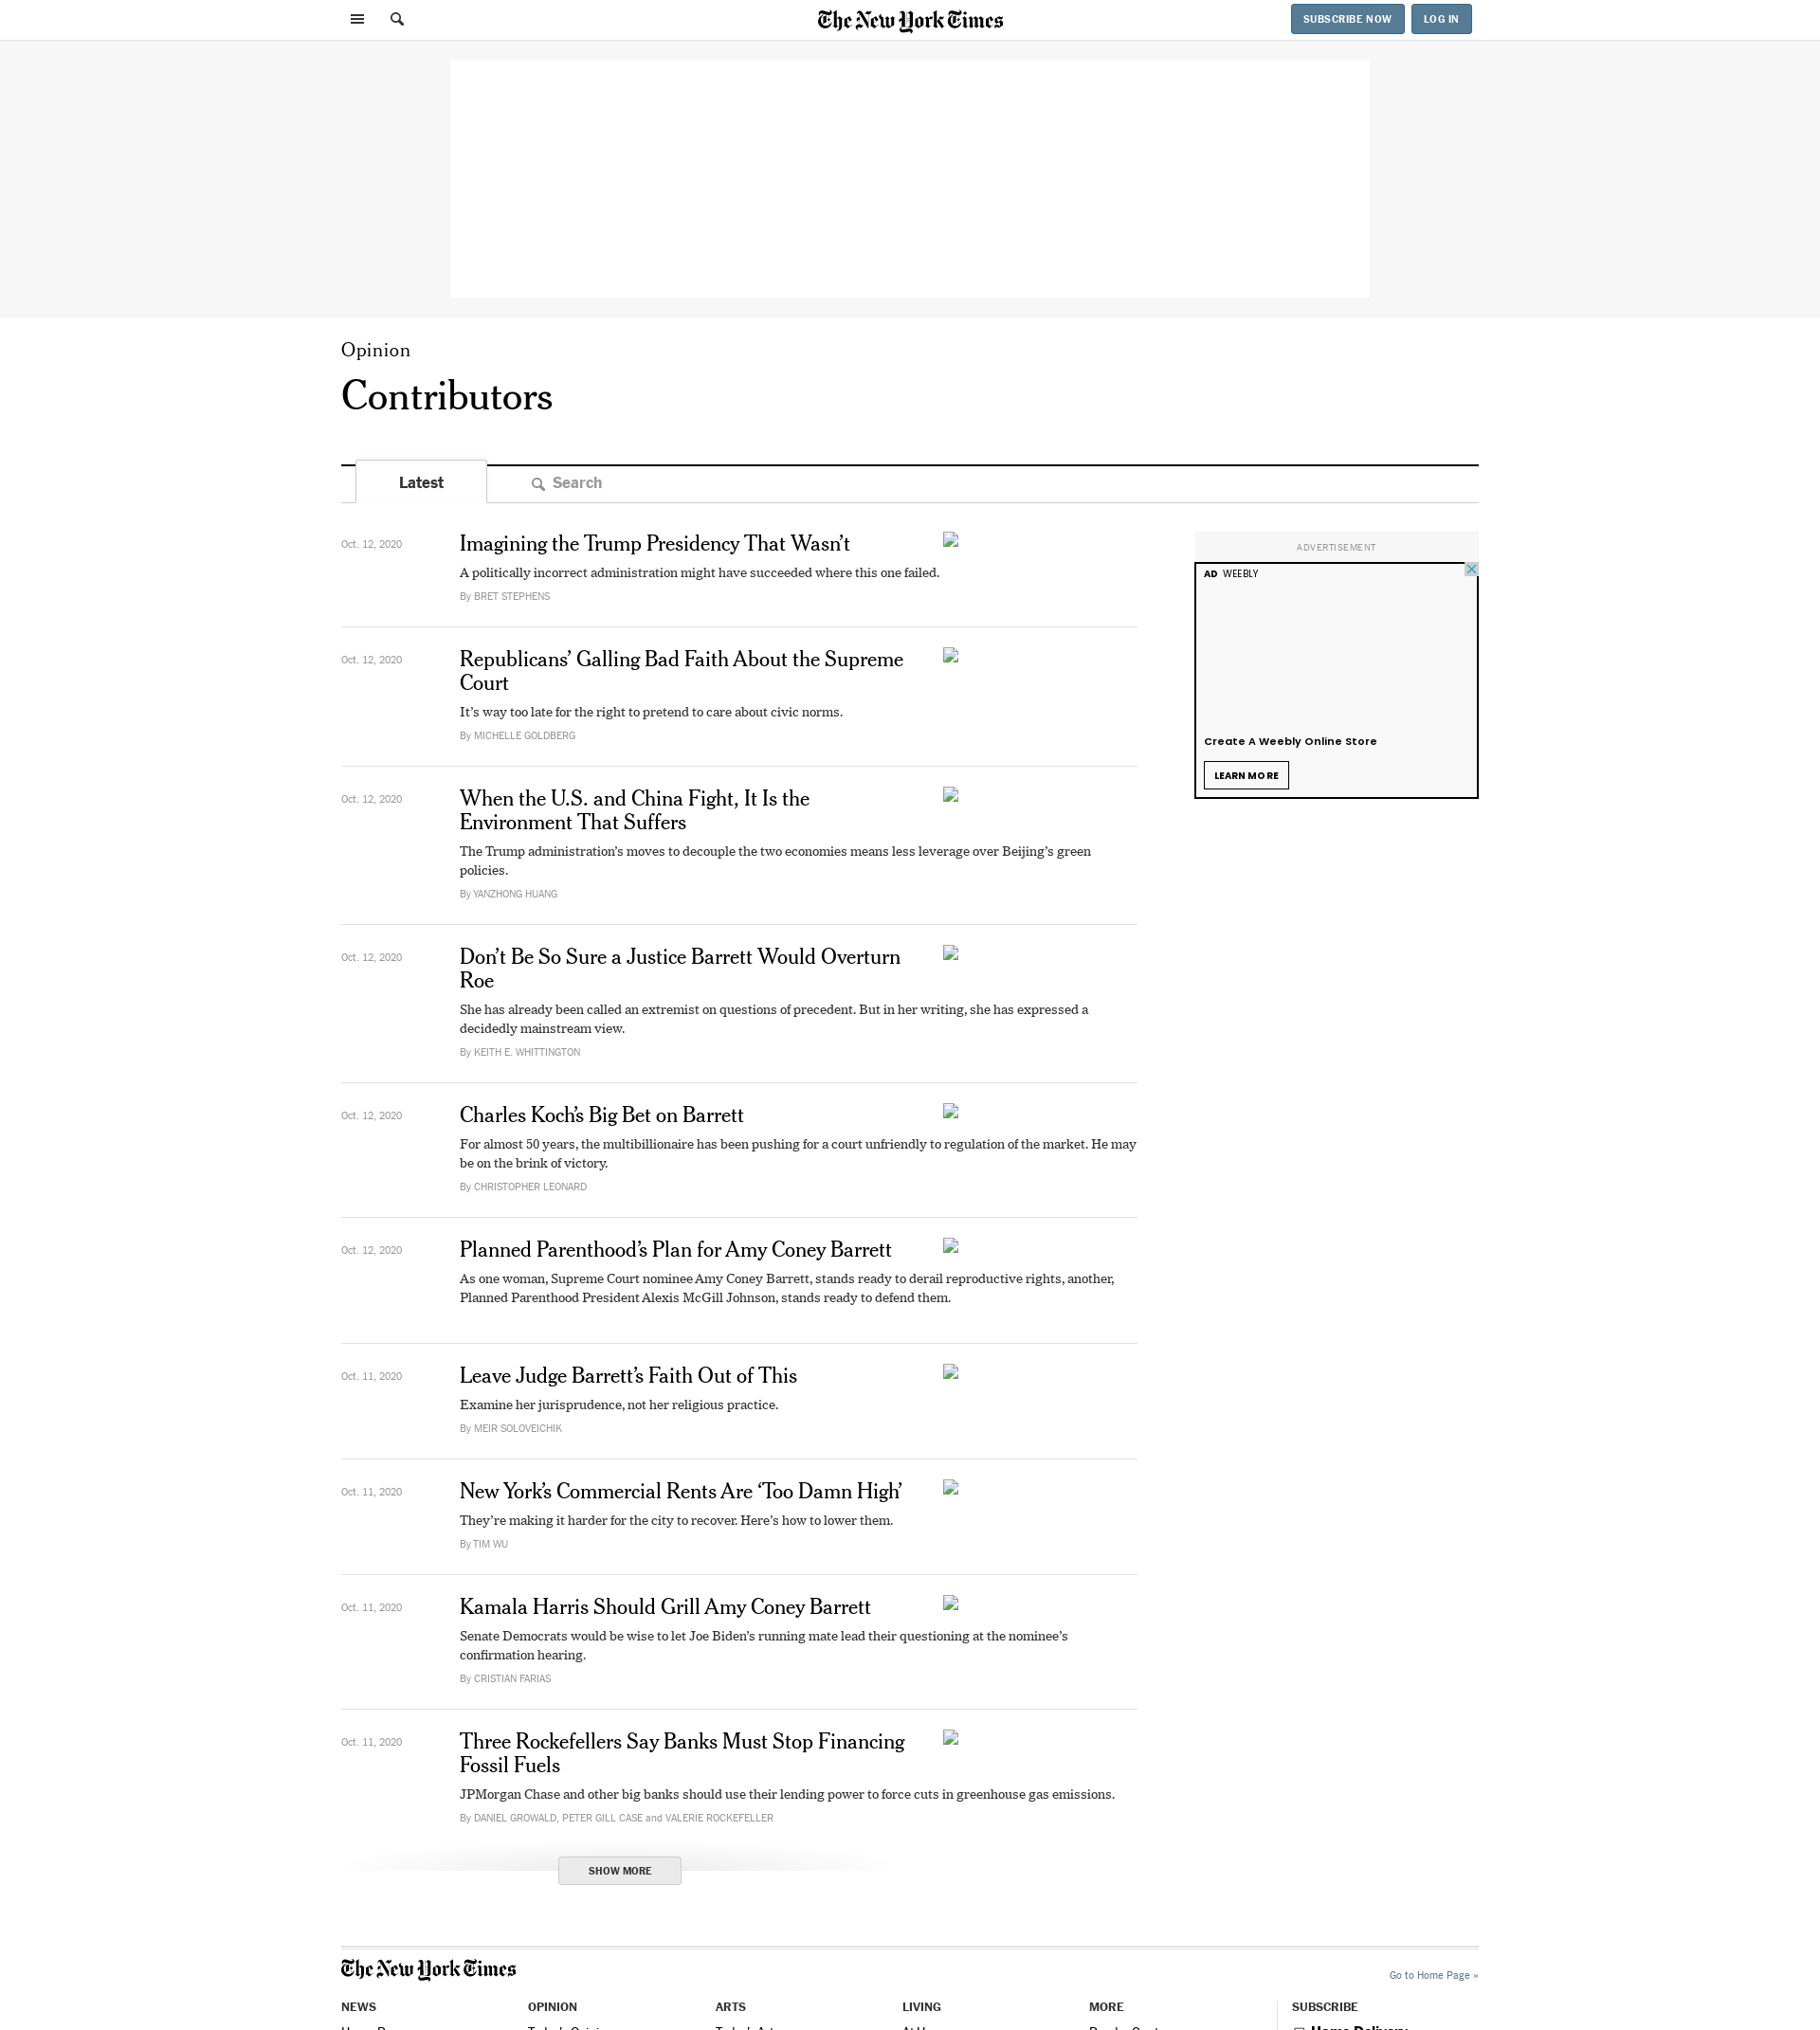 The New York Times
SUBSCRIBE NOW
LOG IN
Opinion
Contributors
Latest
Search
Oct. 12, 2020
Imagining the Trump Presidency That Wasn’t
A politically incorrect administration might have succeeded where this one failed.
By BRET STEPHENS
Oct. 12, 2020
Republicans’ Galling Bad Faith About the Supreme
Court
It’s way too late for the right to pretend to care about civic norms.
By MICHELLE GOLDBERG
Oct. 12, 2020
When the U.S. and China Fight, It Is the
Environment That Suffers
The Trump administration’s moves to decouple the two economies means less leverage over Beijing’s green
policies.
By YANZHONG HUANG
Oct. 12, 2020
Don’t Be So Sure a Justice Barrett Would Overturn
Roe
She has already been called an extremist on questions of precedent. But in her writing, she has expressed a
decidedly mainstream view.
By KEITH E. WHITTINGTON
Oct. 12, 2020
Charles Koch’s Big Bet on Barrett
For almost 50 years, the multibillionaire has been pushing for a court unfriendly to regulation of the market. He may
be on the brink of victory.
By CHRISTOPHER LEONARD
Oct. 12, 2020
Planned Parenthood’s Plan for Amy Coney Barrett
As one woman, Supreme Court nominee Amy Coney Barrett, stands ready to derail reproductive rights, another,
Planned Parenthood President Alexis McGill Johnson, stands ready to defend them.
Oct. 11, 2020
Leave Judge Barrett’s Faith Out of This
Examine her jurisprudence, not her religious practice.
By MEIR SOLOVEICHIK
Oct. 11, 2020
New York’s Commercial Rents Are ‘Too Damn High’
They’re making it harder for the city to recover. Here’s how to lower them.
By TIM WU
Oct. 11, 2020
Kamala Harris Should Grill Amy Coney Barrett
Senate Democrats would be wise to let Joe Biden’s running mate lead their questioning at the nominee’s
confirmation hearing.
By CRISTIAN FARIAS
Oct. 11, 2020
Three Rockefellers Say Banks Must Stop Financing
Fossil Fuels
JPMorgan Chase and other big banks should use their lending power to force cuts in greenhouse gas emissions.
By DANIEL GROWALD, PETER GILL CASE and VALERIE ROCKEFELLER
SHOW MORE
ADVERTISEMENT
AD WEEBLY
Create A Weebly Online Store
LEARN MORE
The New York Times
Go to Home Page »
NEWS
OPINION
ARTS
LIVING
MORE
SUBSCRIBE
Home Delivery